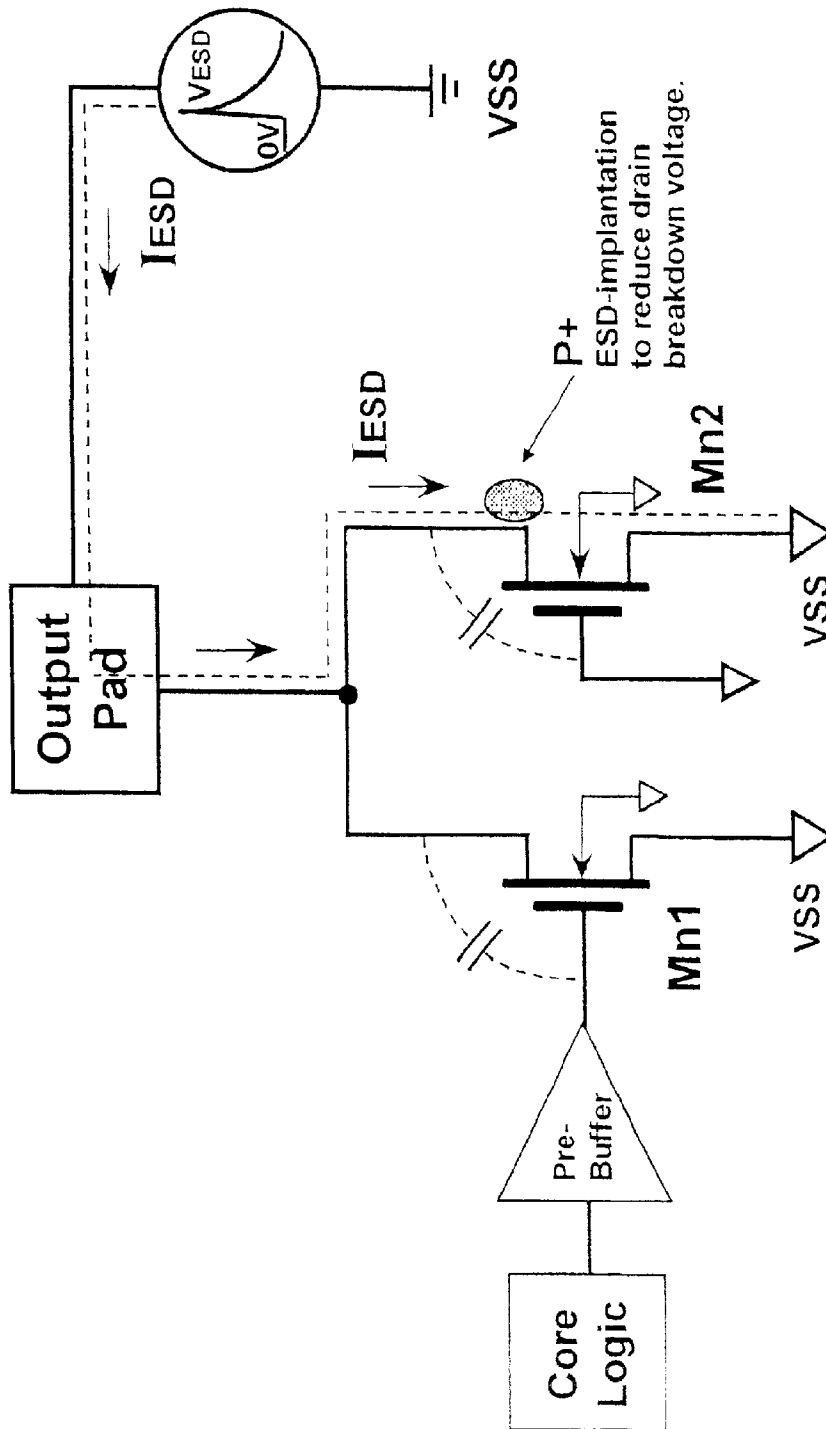 Output
Pad
IESD
VESD
0V
VSS
IESD
P+
ESD-implantation
to reduce drain
breakdown voltage.
Core
Logic
Pre-
Buffer
Mn1
VSS
Mn2
VSS